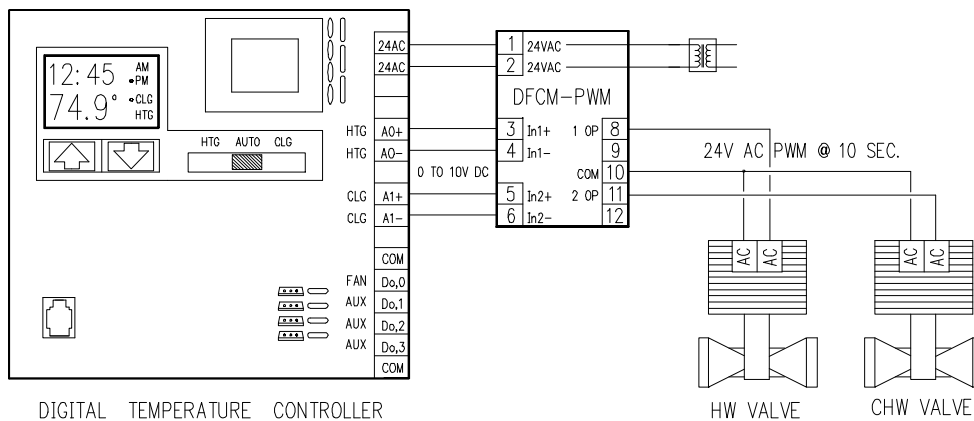 12:45 AM
•PM
74.9° •CLG
HTG
HTG AUTO CLG
24AC
24AC
HTG AO+
HTG AO-
CLG A1+
CLG A1-
COM
FAN Do,0
AUX Do,1
AUX Do,2
AUX Do,3
COM
0 TO 10V DC
1 24VAC
2 24VAC
DFCM-PWM
3 In1+
4 In1-
5 In2+
6 In2-
1 OP 8
9
COM 10
2 OP 11
12
24V AC PWM @ 10 SEC.
AC AC
AC AC
DIGITAL TEMPERATURE CONTROLLER
HW VALVE
CHW VALVE